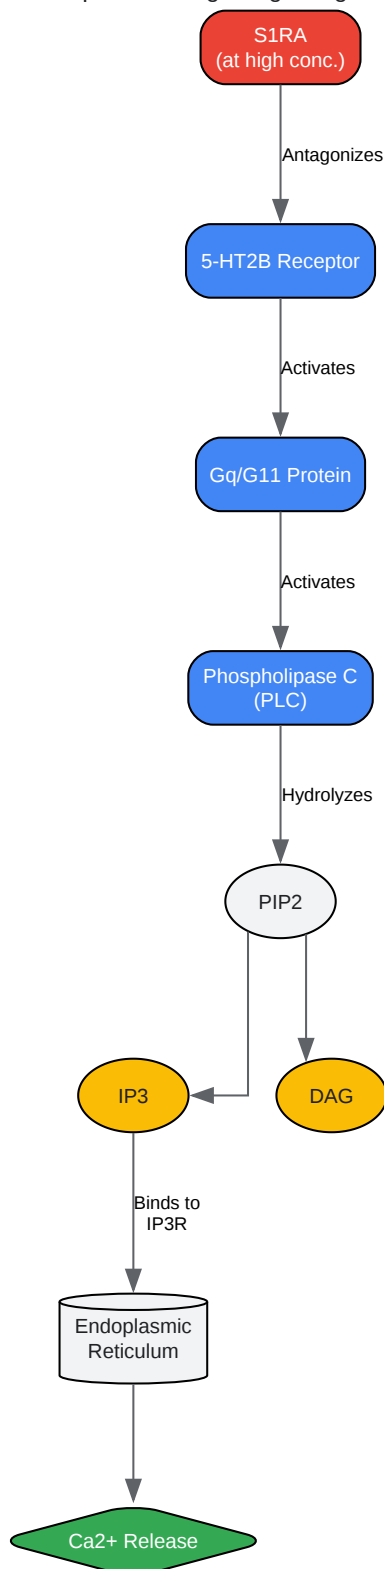 S1RA
(at high conc.)
Antagonizes
5-HT2B Receptor
Activates
Gq/G11 Protein
Activates
Phospholipase C
(PLC)
Hydrolyzes
PIP2
IP3
DAG
Binds to
IP3R
Endoplasmic
Reticulum
Ca2+ Release